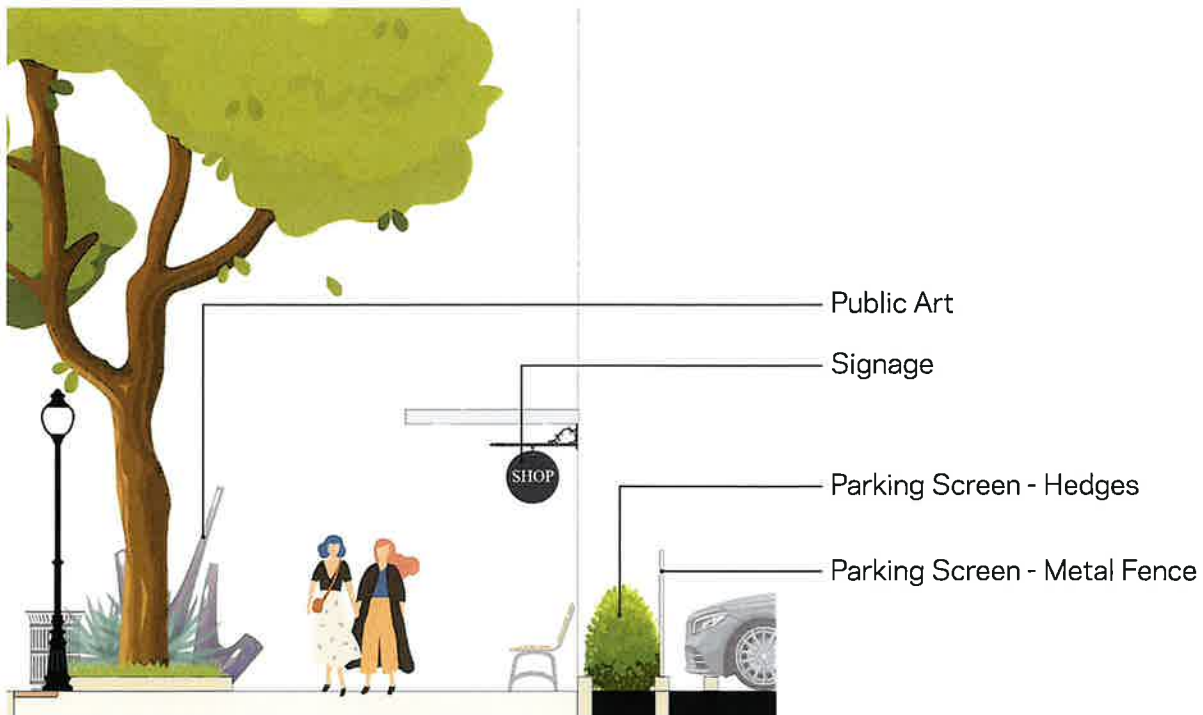 Public Art
Signage
SHOP
Parking Screen - Hedges
Parking Screen - Metal Fence